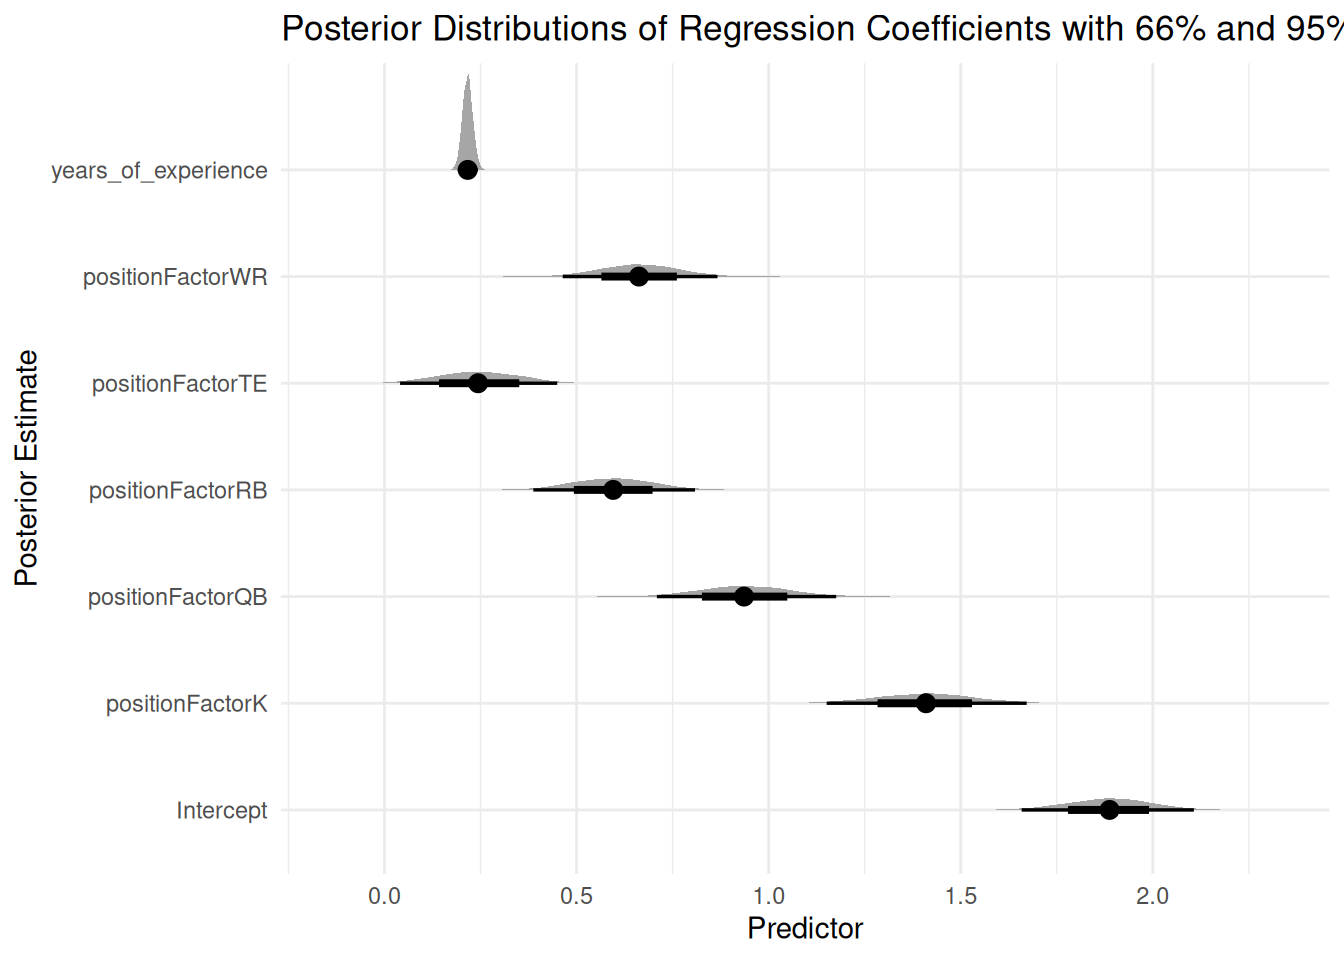 Posterior Distributions of Regression Coefficients with 66% and 95%
years_of_experience
positionFactorWR
positionFactorTE
positionFactorRB
positionFactorQB
positionFactorK
Intercept
Posterior Estimate
0.0 0.5 1.0 1.5 2.0
Predictor